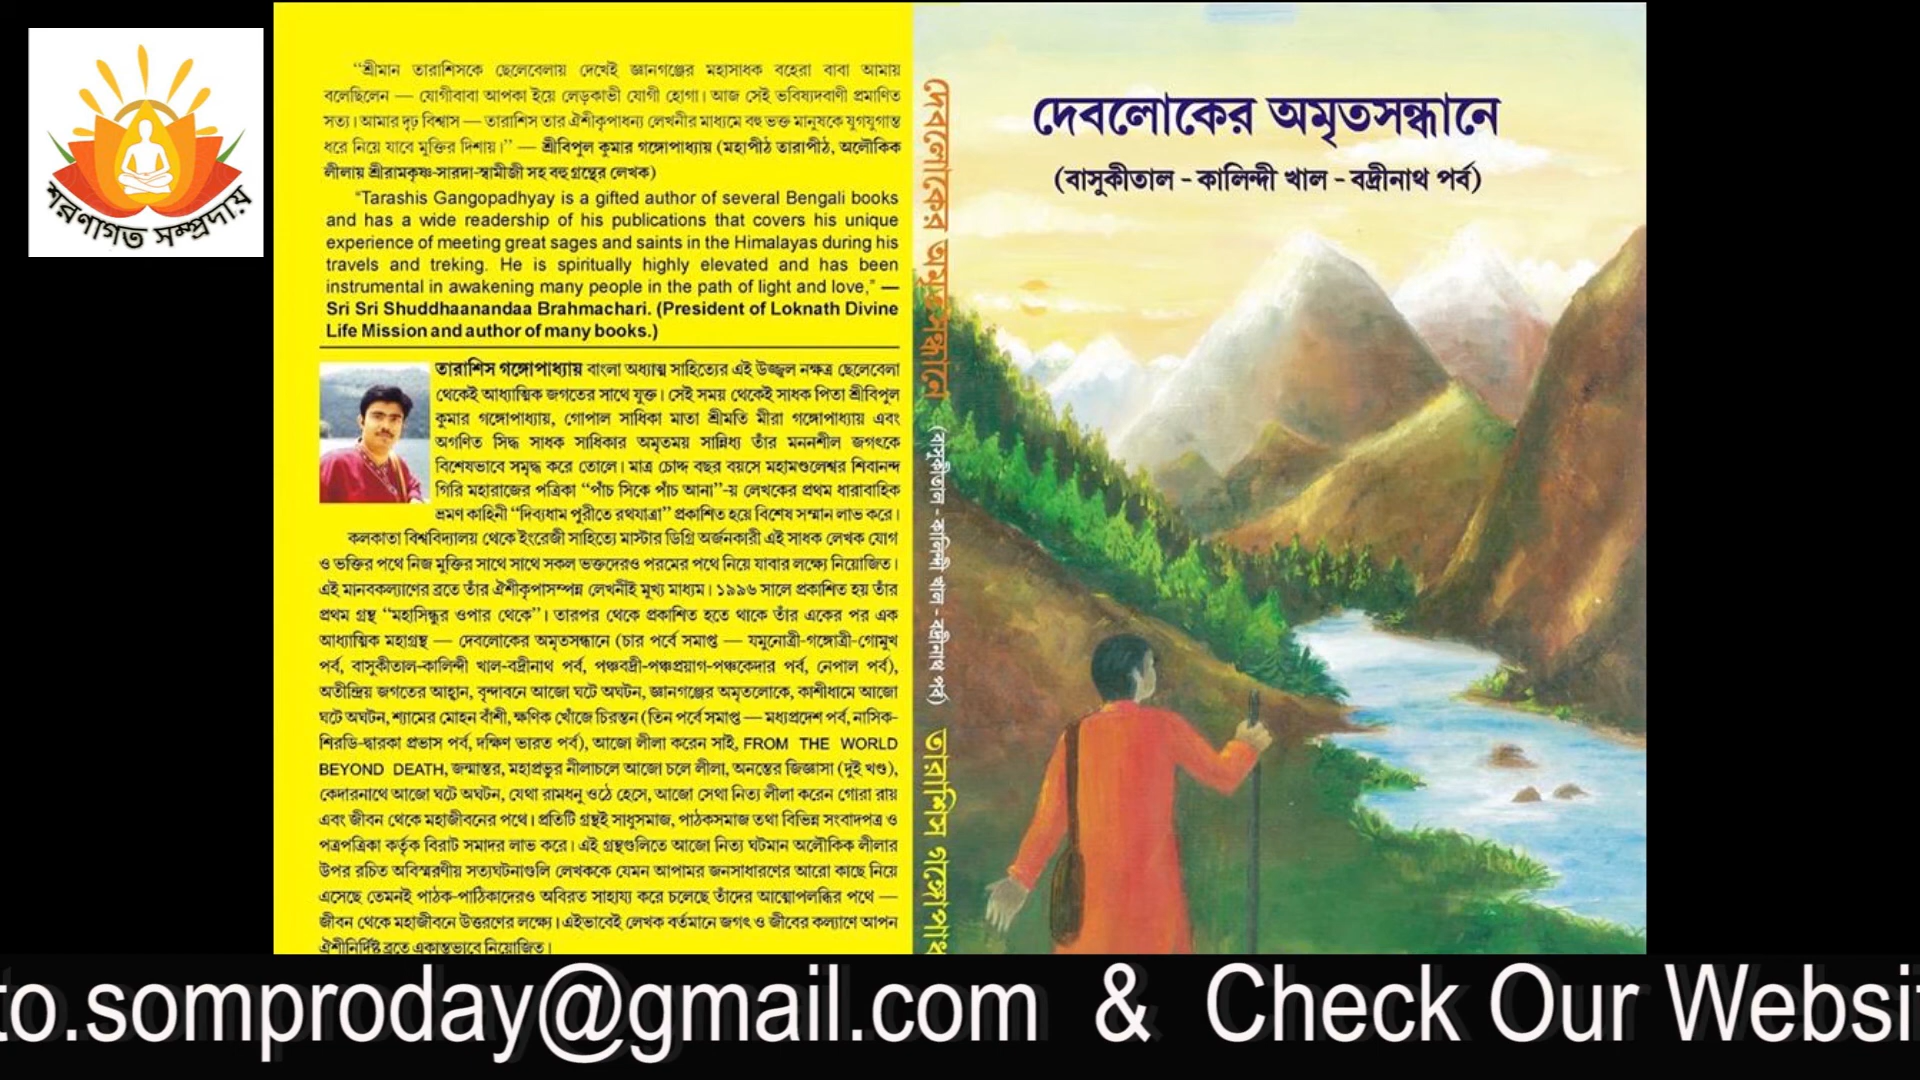 শরণাগত সম্প্রদায়
“শ্রীমান তারাশিসকে ছেলেবেলায় দেখেই জ্ঞানগঞ্জের মহাসাধক বহেরা বাবা আমায়
বলেছিলেন — যোগীবাবা আপকা ইয়ে লেড়কাভী যোগী হোগা। আজ সেই ভবিষ্যদবাণী প্রমাণিত
সত্য। আমার দৃঢ় বিশ্বাস — তারাশিস তার ঐশীকৃপাধন্য লেখনীর মাধ্যমে বহু ভক্ত মানুষকে যুগযুগান্ত
ধরে নিয়ে যাবে মুক্তির দিশায়।” — শ্রীবিপুল কুমার গঙ্গোপাধ্যায় (মহাপীঠ তারাপীঠ, অলৌকিক
লীলায় শ্রীরামকৃষ্ণ-সারদা-স্বামীজী সহ বহু গ্রন্থের লেখক)
“Tarashis Gangopadhyay is a gifted author of several Bengali books
and has a wide readership of his publications that covers his unique
experience of meeting great sages and saints in the Himalayas during his
travels and treking. He is spiritually highly elevated and has been
instrumental in awakening many people in the path of light and love,” —
Sri Sri Shuddhaanandaa Brahmachari. (President of Loknath Divine
Life Mission and author of many books.)
তারাশিস গঙ্গোপাধ্যায় বাংলা অধ্যাত্ম সাহিত্যের এই উজ্জ্বল নক্ষত্র ছেলেবেলা
থেকেই আধ্যাত্মিক জগতের সাথে যুক্ত। সেই সময় থেকেই সাধক পিতা শ্রীবিপুল
কুমার গঙ্গোপাধ্যায়, গোপাল সাধিকা মাতা শ্রীমতি মীরা গঙ্গোপাধ্যায় এবং
অগণিত সিদ্ধ সাধক সাধিকার অমৃতময় সান্নিধ্য তাঁর মননশীল জগৎকে
বিশেষভাবে সমৃদ্ধ করে তোলে। মাত্র চোদ্দ বছর বয়সে মহামণ্ডলেশ্বর শিবানন্দ
গিরি মহারাজের পত্রিকা “পাঁচ সিকে পাঁচ আনা”-য় লেখকের প্রথম ধারাবাহিক
ভ্রমণ কাহিনী “দিব্যধাম পুরীতে রথযাত্রা” প্রকাশিত হয়ে বিশেষ সম্মান লাভ করে।
কলকাতা বিশ্ববিদ্যালয় থেকে ইংরেজী সাহিত্যে মাস্টার ডিগ্রি অর্জনকারী এই সাধক লেখক যোগ
ও ভক্তির পথে নিজ মুক্তির সাথে সাথে সকল ভক্তদেরও পরমের পথে নিয়ে যাবার লক্ষ্যে নিয়োজিত।
এই মানবকল্যাণের ব্রতে তাঁর ঐশীকৃপাসম্পন্ন লেখনীই মুখ্য মাধ্যম। ১৯৯৬ সালে প্রকাশিত হয় তাঁর
প্রথম গ্রন্থ “মহাসিন্ধুর ওপার থেকে”। তারপর থেকে প্রকাশিত হতে থাকে তাঁর একের পর এক
আধ্যাত্মিক মহাগ্রন্থ — দেবলোকের অমৃতসন্ধানে (চার পর্বে সমাপ্ত — যমুনোত্রী-গঙ্গোত্রী-গোমুখ
পর্ব, বাসুকীতাল-কালিন্দী খাল-বদ্রীনাথ পর্ব, পঞ্চবদ্রী-পঞ্চপ্রয়াগ-পঞ্চকেদার পর্ব, নেপাল পর্ব),
অতীন্দ্রিয় জগতের আহ্বান, বৃন্দাবনে আজো ঘটে অঘটন, জ্ঞানগঞ্জের অমৃতলোকে, কাশীধামে আজো
ঘটে অঘটন, শ্যামের মোহন বাঁশী, ক্ষণিক খোঁজে চিরন্তন (তিন পর্বে সমাপ্ত — মধ্যপ্রদেশ পর্ব, নাসিক-
শিরডি-দ্বারকা প্রভাস পর্ব, দক্ষিণ ভারত পর্ব), আজো লীলা করেন সাই, FROM THE WORLD
BEYOND DEATH, জন্মান্তর, মহাপ্রভুর নীলাচলে আজো চলে লীলা, অনন্তের জিজ্ঞাসা (দুই খণ্ড),
কেদারনাথে আজো ঘটে অঘটন, যেথা রামধনু ওঠে হেসে, আজো সেথা নিত্য লীলা করেন গোরা রায়
এবং জীবন থেকে মহাজীবনের পথে। প্রতিটি গ্রন্থই সাধুসমাজ, পাঠকসমাজ তথা বিভিন্ন সংবাদপত্র ও
পত্রপত্রিকা কর্তৃক বিরাট সমাদর লাভ করে। এই গ্রন্থগুলিতে আজো নিত্য ঘটমান অলৌকিক লীলার
উপর রচিত অবিস্মরণীয় সত্যঘটনাগুলি লেখককে যেমন আপামর জনসাধারণের আরো কাছে নিয়ে
এসেছে তেমনই পাঠক-পাঠিকাদেরও অবিরত সাহায্য করে চলেছে তাঁদের আত্মোপলব্ধির পথে —
জীবন থেকে মহাজীবনে উত্তরণের লক্ষ্যে। এইভাবেই লেখক বর্তমানে জগৎ ও জীবের কল্যাণে আপন
ঐশীনির্দিষ্ট ব্রতে একান্তভাবে নিয়োজিত।
দেবলোকের অমৃতসন্ধানে (বাসুকীতাল - কালিন্দী খাল - বদ্রীনাথ পর্ব) তারাশিস গঙ্গোপাধ
দেবলোকের অমৃতসন্ধানে
(বাসুকীতাল - কালিন্দী খাল - বদ্রীনাথ পর্ব)
to.somproday@gmail.com & Check Our Websi